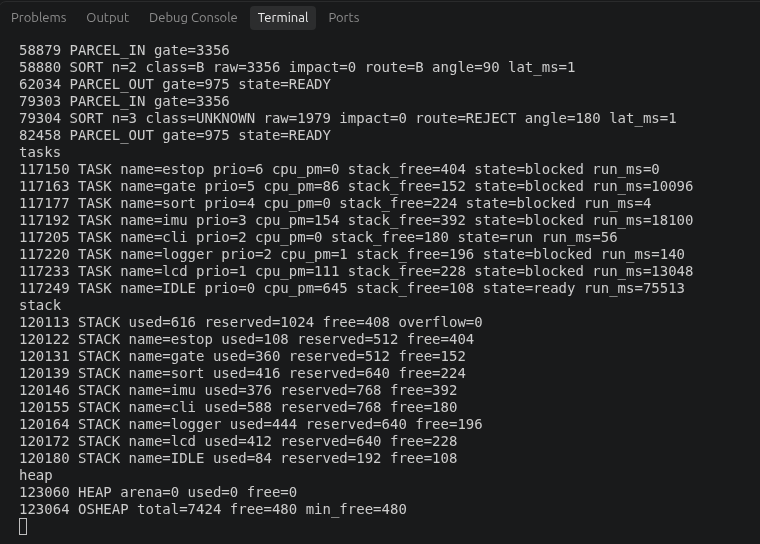 Problems Output Debug Console Terminal Ports
58879 PARCEL_IN gate=3356
58880 SORT n=2 class=B raw=3356 impact=0 route=B angle=90 lat_ms=1
62034 PARCEL_OUT gate=975 state=READY
79303 PARCEL_IN gate=3356
79304 SORT n=3 class=UNKNOWN raw=1979 impact=0 route=REJECT angle=180 lat_ms=1
82458 PARCEL_OUT gate=975 state=READY
tasks
117150 TASK name=estop prio=6 cpu_pm=0 stack_free=404 state=blocked run_ms=0
117163 TASK name=gate prio=5 cpu_pm=86 stack_free=152 state=blocked run_ms=10096
117177 TASK name=sort prio=4 cpu_pm=0 stack_free=224 state=blocked run_ms=4
117192 TASK name=imu prio=3 cpu_pm=154 stack_free=392 state=blocked run_ms=18100
117205 TASK name=cli prio=2 cpu_pm=0 stack_free=180 state=run run_ms=56
117220 TASK name=logger prio=2 cpu_pm=1 stack_free=196 state=blocked run_ms=140
117233 TASK name=lcd prio=1 cpu_pm=111 stack_free=228 state=blocked run_ms=13048
117249 TASK name=IDLE prio=0 cpu_pm=645 stack_free=108 state=ready run_ms=75513
stack
120113 STACK used=616 reserved=1024 free=408 overflow=0
120122 STACK name=estop used=108 reserved=512 free=404
120131 STACK name=gate used=360 reserved=512 free=152
120139 STACK name=sort used=416 reserved=640 free=224
120146 STACK name=imu used=376 reserved=768 free=392
120155 STACK name=cli used=588 reserved=768 free=180
120164 STACK name=logger used=444 reserved=640 free=196
120172 STACK name=lcd used=412 reserved=640 free=228
120180 STACK name=IDLE used=84 reserved=192 free=108
heap
123060 HEAP arena=0 used=0 free=0
123064 OSHEAP total=7424 free=480 min_free=480